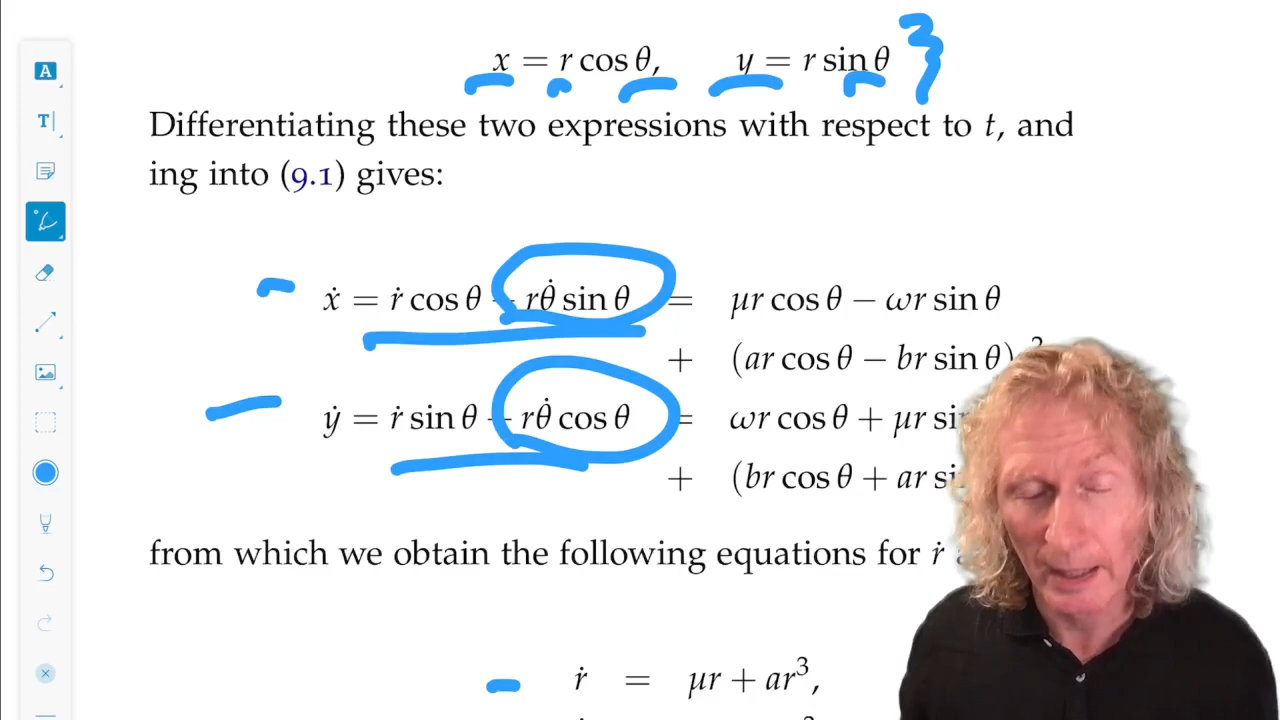 x = r cos θ, y = r sin θ
Differentiating these two expressions with respect to t, and
ing into (9.1) gives:
ẋ = ṙ cos θ − rθ̇ sin θ = μr cos θ − ωr sin θ
+ (ar cos θ − br sin θ)
ẏ = ṙ sin θ + rθ̇ cos θ = ωr cos θ + μr sin
+ (br cos θ + ar si
from which we obtain the following equations for ṙ
ṙ = μr + ar³,